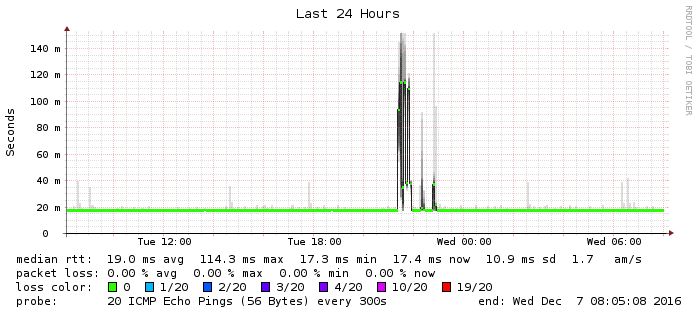 Last 24 Hours
RRDTOOL / TOBI OETIKER
Seconds
140 m
120 m
100 m
80 m
60 m
40 m
20 m
0
Tue 12:00 Tue 18:00 Wed 00:00 Wed 06:00
median rtt: 19.0 ms avg 114.3 ms max 17.3 ms min 17.4 ms now 10.9 ms sd 1.7 am/s
packet loss: 0.00 % avg 0.00 % max 0.00 % min 0.00 % now
loss color: 0 1/20 2/20 3/20 4/20 10/20 19/20
probe: 20 ICMP Echo Pings (56 Bytes) every 300s end: Wed Dec 7 08:05:08 2016